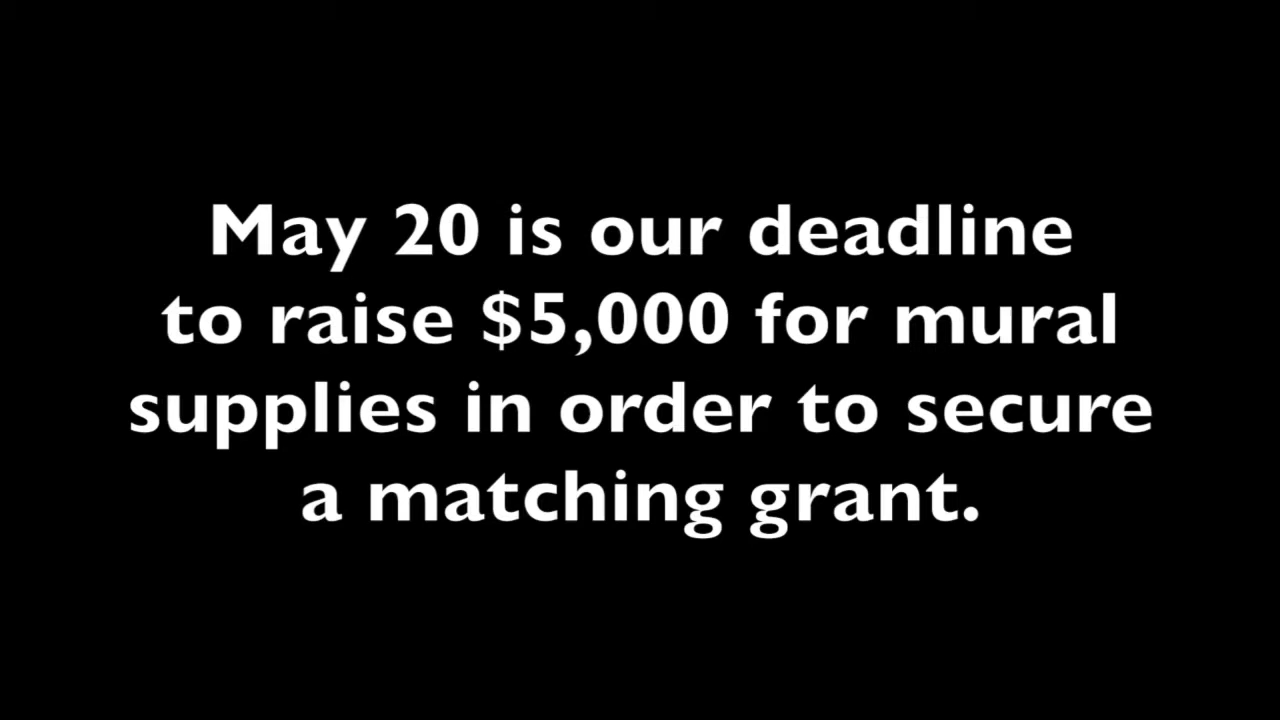 May 20 is our deadline
to raise $5,000 for mural
supplies in order to secure
a matching grant.